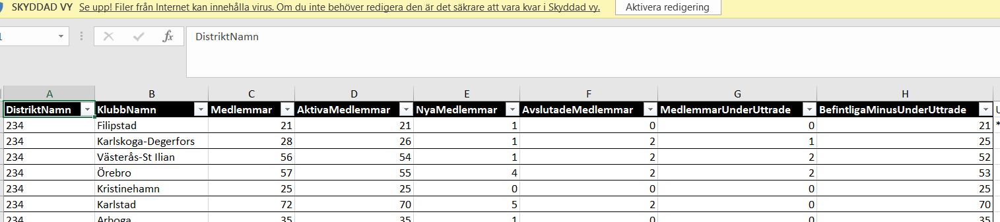 SKYDDAD VY Se upp! Filer från Internet kan innehålla virus. Om du inte behöver redigera den är det säkrare att vara kvar i Skyddad vy. Aktivera redigering
fx DistriktNamn
A B C D E F G H
DistriktNamn KlubbNamn Medlemmar AktivaMedlemmar NyaMedlemmar AvslutadeMedlemmar MedlemmarUnderUttrade BefintligaMinusUnderUttrade
234 Filipstad 21 21 1 0 0 21 *
234 Karlskoga-Degerfors 28 26 1 2 1 25
234 Västerås-St Ilian 56 54 1 2 2 52
234 Örebro 57 55 4 2 2 53
234 Kristinehamn 25 25 0 0 0 25
234 Karlstad 72 70 5 2 0 70
234 Arboga 35 35 1 0 0 35